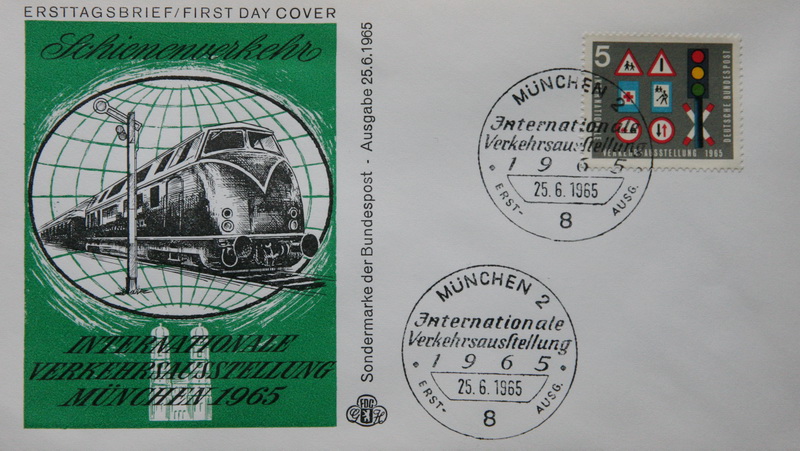 ERSTTAGSBRIEF/FIRST DAY COVER
Schienenverkehr
INTERNATIONALE
VERKEHRSAUSSTELLUNG
MÜNCHEN 1965
Sondermarke der Bundespost - Ausgabe 25.6.1965
FDC
5
DEUTSCHE BUNDESPOST
VERKEHRSAUSSTELLUNG 1965
MÜNCHEN 2
Internationale
Verkehrsausstellung
1965
25.6.1965
ERST- AUSG.
8
MÜNCHEN 2
Internationale
Verkehrsausstellung
1965
25.6.1965
ERST- AUSG.
8